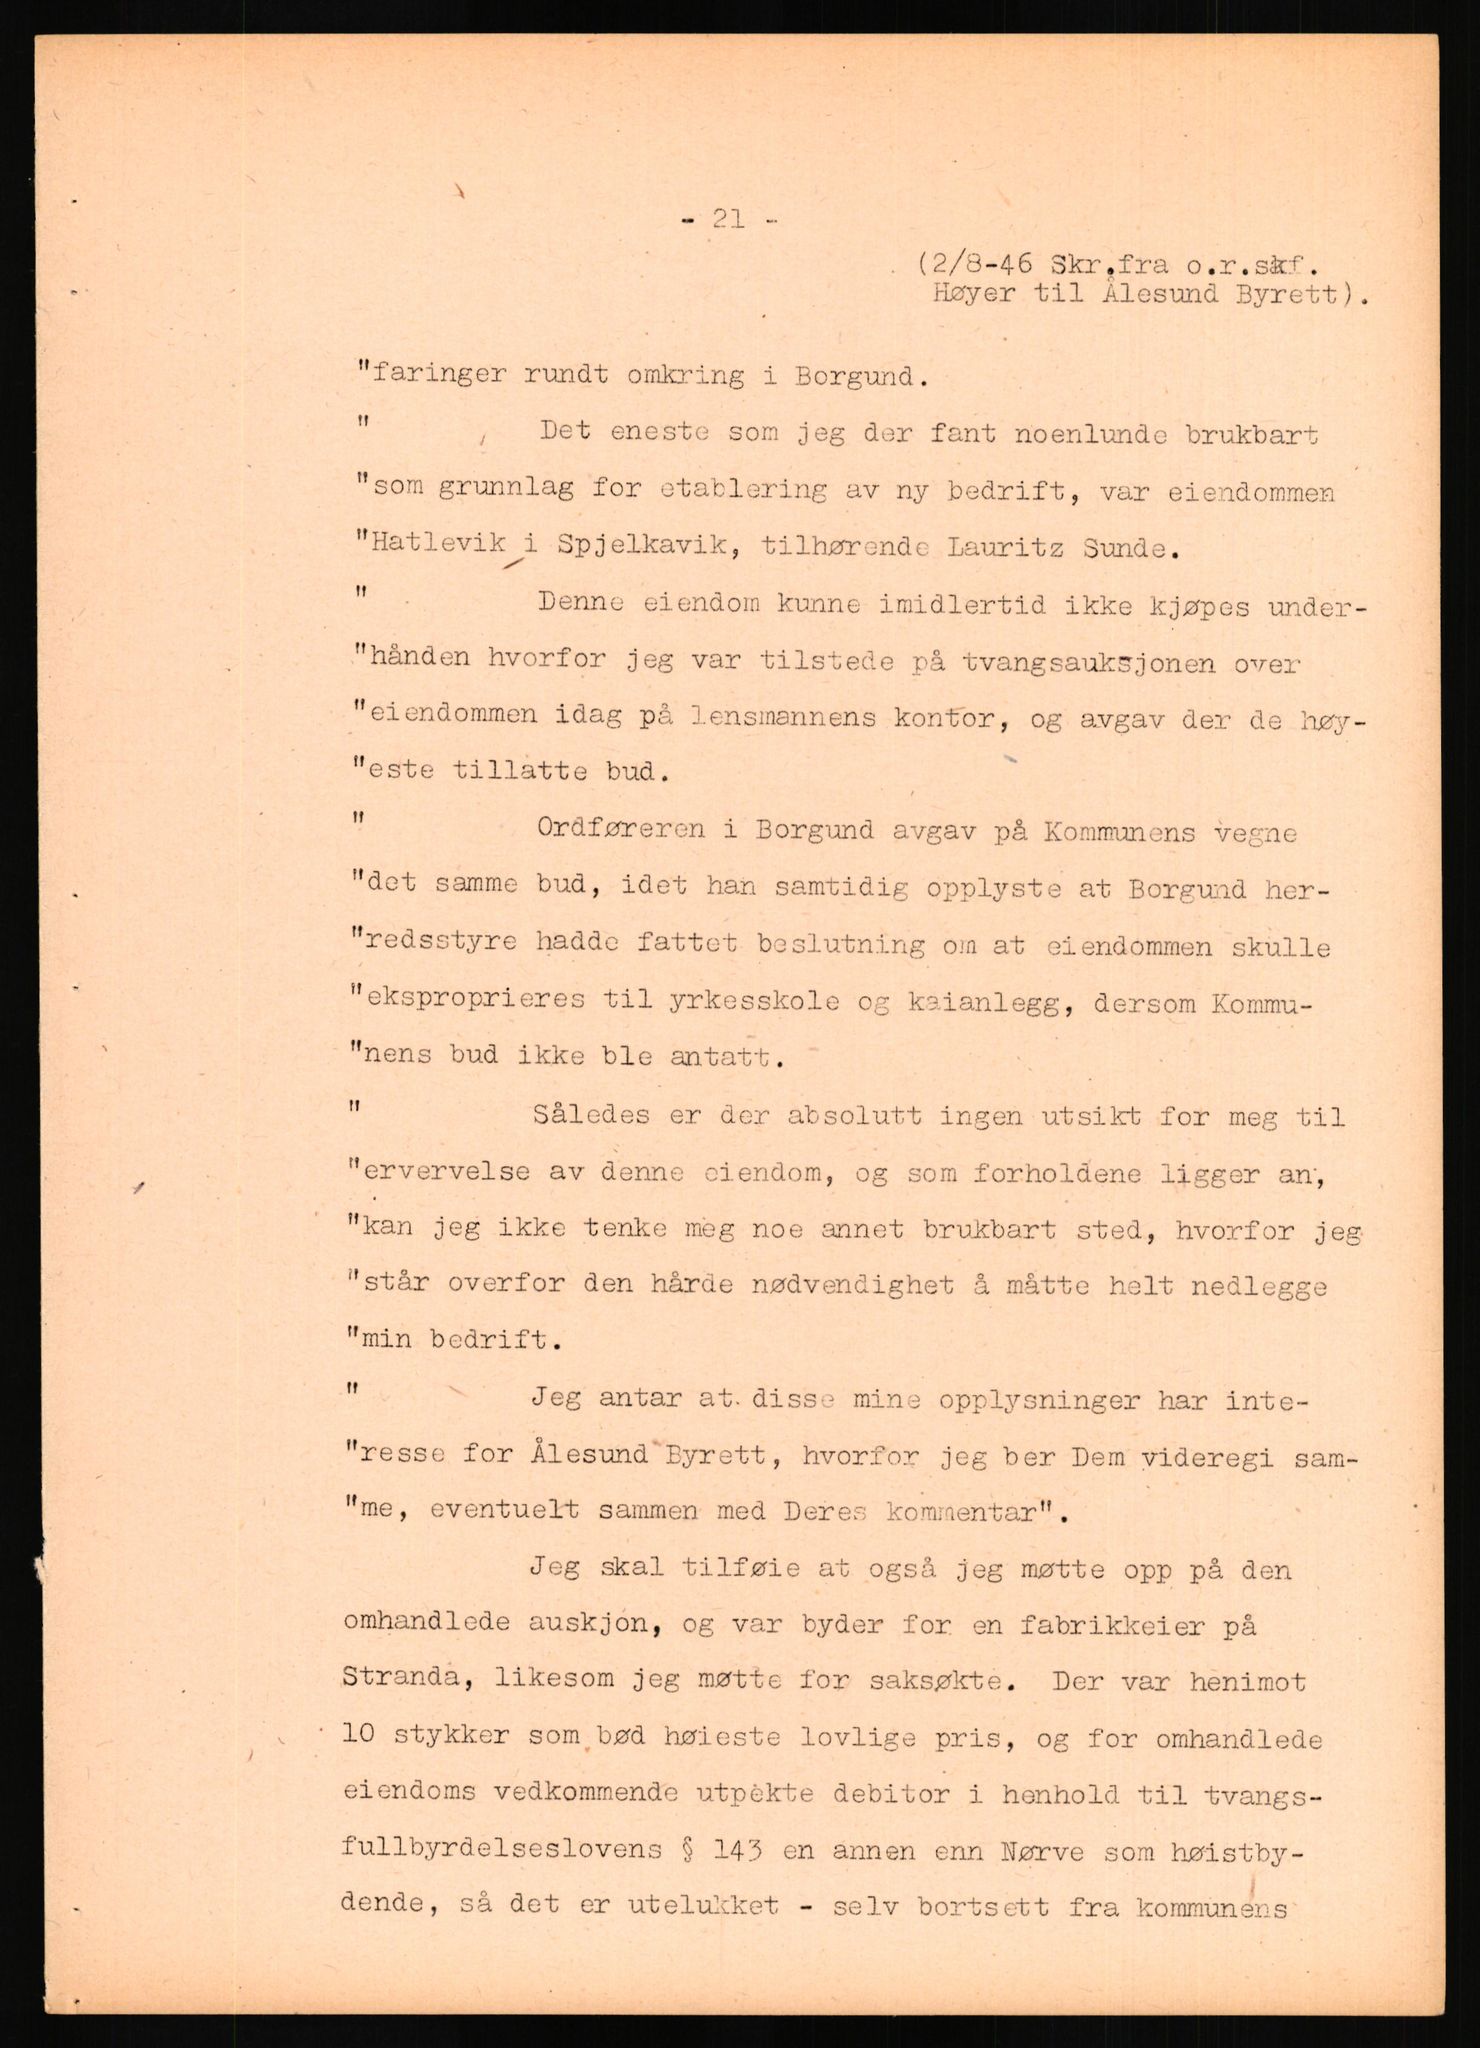 - 21 -
(2/8-46 Skr.fra o.r.skf.
Høyer til Ålesund Byrett).
"faringer rundt omkring i Borgund.
" Det eneste som jeg der fant noenlunde brukbart
"som grunnlag for etablering av ny bedrift, var eiendommen
"Hatlevik i Spjelkavik, tilhørende Lauritz Sunde.
" Denne eiendom kunne imidlertid ikke kjøpes under-
"hånden hvorfor jeg var tilstede på tvangsauksjonen over
"eiendommen idag på lensmannens kontor, og avgav der de høy-
"este tillatte bud.
" Ordføreren i Borgund avgav på Kommunens vegne
"det samme bud, idet han samtidig opplyste at Borgund her-
"redsstyre hadde fattet beslutning om at eiendommen skulle
"eksproprieres til yrkesskole og kaianlegg, dersom Kommu-
"nens bud ikke ble antatt.
" Således er der absolutt ingen utsikt for meg til
"ervervelse av denne eiendom, og som forholdene ligger an,
"kan jeg ikke tenke meg noe annet brukbart sted, hvorfor jeg
"står overfor den hårde nødvendighet å måtte helt nedlegge
"min bedrift.
" Jeg antar at disse mine opplysninger har inte-
"resse for Ålesund Byrett, hvorfor jeg ber Dem videregi sam-
"me, eventuelt sammen med Deres kommentar".
Jeg skal tilføie at også jeg møtte opp på den
omhandlede auskjon, og var byder for en fabrikkeier på
Stranda, likesom jeg møtte for saksøkte. Der var henimot
10 stykker som bød høieste lovlige pris, og for omhandlede
eiendoms vedkommende utpekte debitor i henhold til tvangs-
fullbyrdelseslovens § 143 en annen enn Nørve som høistby-
dende, så det er utelukket - selv bortsett fra kommunens